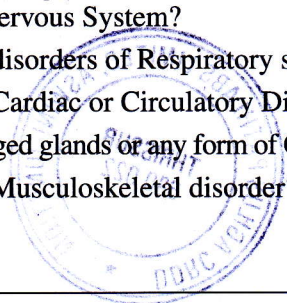 ervous System?
disorders of Respiratory s
Cardiac or Circulatory Di
ged glands or any form of
Musculoskeletal disorder